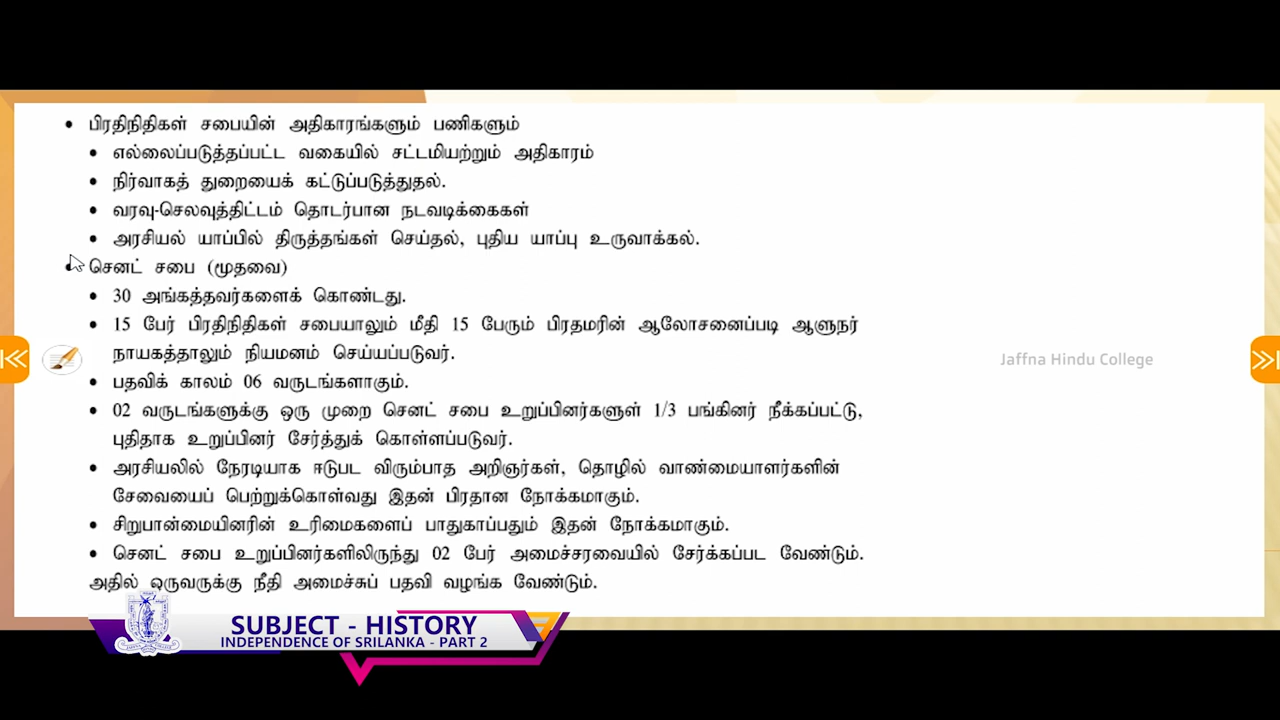 • பிரதிநிதிகள் சபையின் அதிகாரங்களும் பணிகளும்
• எல்லைப்படுத்தப்பட்ட வகையில் சட்டமியற்றும் அதிகாரம்
• நிர்வாகத் துறையைக் கட்டுப்படுத்துதல்.
• வரவு-செலவுத்திட்டம் தொடர்பான நடவடிக்கைகள்
• அரசியல் யாப்பில் திருத்தங்கள் செய்தல், புதிய யாப்பு உருவாக்கல்.
• செனட் சபை (மூதவை)
• 30 அங்கத்தவர்களைக் கொண்டது.
• 15 பேர் பிரதிநிதிகள் சபையாலும் மீதி 15 பேரும் பிரதமரின் ஆலோசனைப்படி ஆளுநர்
நாயகத்தாலும் நியமனம் செய்யப்படுவர்.
Jaffna Hindu College
• பதவிக் காலம் 06 வருடங்களாகும்.
• 02 வருடங்களுக்கு ஒரு முறை செனட் சபை உறுப்பினர்களுள் 1/3 பங்கினர் நீக்கப்பட்டு,
புதிதாக உறுப்பினர் சேர்த்துக் கொள்ளப்படுவர்.
• அரசியலில் நேரடியாக ஈடுபட விரும்பாத அறிஞர்கள், தொழில் வாண்மையாளர்களின்
சேவையைப் பெற்றுக்கொள்வது இதன் பிரதான நோக்கமாகும்.
• சிறுபான்மையினரின் உரிமைகளைப் பாதுகாப்பதும் இதன் நோக்கமாகும்.
• செனட் சபை உறுப்பினர்களிலிருந்து 02 பேர் அமைச்சரவையில் சேர்க்கப்பட வேண்டும்.
அதில் ஒருவருக்கு நீதி அமைச்சுப் பதவி வழங்க வேண்டும்.
SUBJECT - HISTORY
INDEPENDENCE OF SRILANKA - PART 2